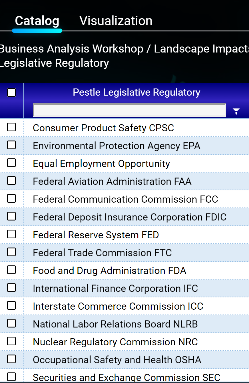 Catalog Visualization
Business Analysis Workshop / Landscape Impacts
Legislative Regulatory
Pestle Legislative Regulatory
Consumer Product Safety CPSC
Environmental Protection Agency EPA
Equal Employment Opportunity
Federal Aviation Administration FAA
Federal Communication Commission FCC
Federal Deposit Insurance Corporation FDIC
Federal Reserve System FED
Federal Trade Commission FTC
Food and Drug Administration FDA
International Finance Corporation IFC
Interstate Commerce Commission ICC
National Labor Relations Board NLRB
Nuclear Regulatory Commission NRC
Occupational Safety and Health OSHA
Securities and Exchange Commission SEC